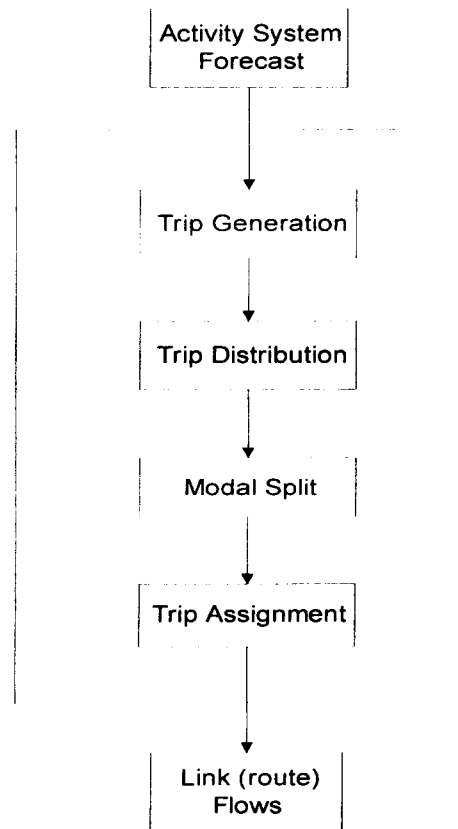 Activity System
Forecast
Trip Generation
Trip Distribution
Modal Split
Trip Assignment
Link (route)
Flows